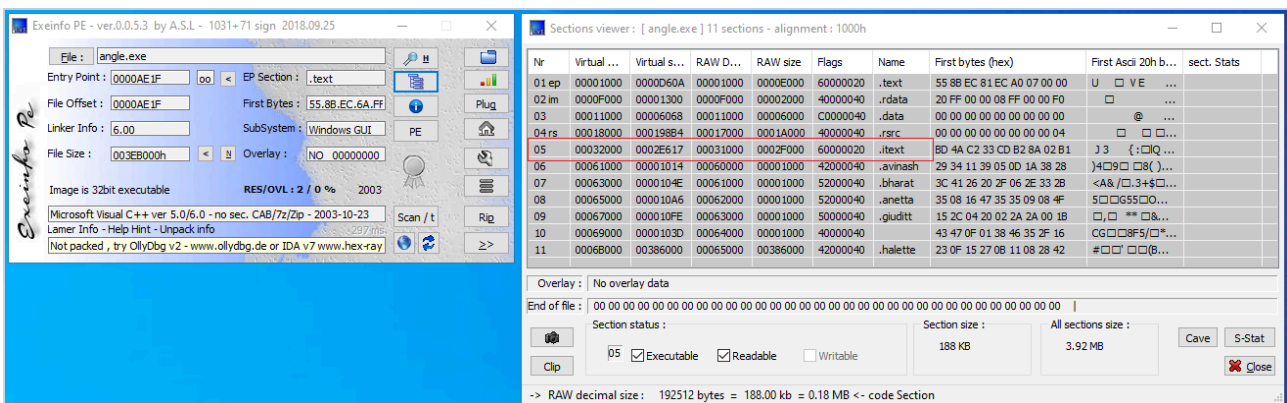 Exeinfo PE - ver.0.0.5.3 by A.S.L - 1031+71 sign 2018.09.25
Exeinfo Pe
File : angle.exe
H
Entry Point : 0000AE1F oo < EP Section : .text
File Offset : 0000AE1F First Bytes : 55.8B.EC.6A.FF
Plug
Linker Info : 6.00 SubSystem : Windows GUI PE
File Size : 003EB000h < N Overlay : NO 00000000
Image is 32bit executable RES/OVL : 2 / 0 % 2003
Microsoft Visual C++ ver 5.0/6.0 - no sec. CAB/7z/Zip - 2003-10-23 Scan / t Rip
Lamer Info - Help Hint - Unpack info 297 ms.
Not packed , try OllyDbg v2 - www.ollydbg.de or IDA v7 www.hex-ray >>
Sections viewer : [ angle.exe ] 11 sections - alignment : 1000h
Nr Virtual ... Virtual s... RAW D... RAW size Flags Name First bytes (hex) First Ascii 20h b... sect. Stats
01 ep 00001000 0000D60A 00001000 0000E000 60000020 .text 55 8B EC 81 EC A0 07 00 00 U □ V E ...
02 im 0000F000 00001300 0000F000 00002000 40000040 .rdata 20 FF 00 00 08 FF 00 00 F0 □ ...
03 00011000 00006068 00011000 00006000 C0000040 .data 00 00 00 00 00 00 00 00 00 @ ...
04 rs 00018000 000198B4 00017000 0001A000 40000040 .rsrc 00 00 00 00 00 00 00 00 04 □ □ □...
05 00032000 0002E617 00031000 0002F000 60000020 .itext BD 4A C2 33 CD B2 8A 02 B1 J 3 {:□IQ ...
06 00061000 00001014 00060000 00001000 42000040 .avinash 29 34 11 39 05 0D 1A 38 28 )4□9□ □8( )...
07 00063000 0000104E 00061000 00001000 52000040 .bharat 3C 41 26 20 2F 06 2E 33 2B <A& /□.3+$□...
08 00065000 000010A6 00062000 00001000 52000040 .anetta 35 08 16 47 35 35 09 08 4F 5□□G55□O...
09 00067000 000010FE 00063000 00001000 50000040 .giuditt 15 2C 04 20 02 2A 2A 00 1B □,□ ** □&...
10 00069000 0000103D 00064000 00001000 40000040 43 47 0F 01 38 46 35 2F 16 CG□□8F5/□*...
11 0006B000 00386000 00065000 00386000 42000040 .halette 23 0F 15 27 0B 11 08 28 42 #□□' □□(B...
Overlay : No overlay data
End of file : 00 00 00 00 00 00 00 00 00 00 00 00 00 00 00 00 00 00 00 00 00 00 00 00 00 00 00 00 00 00 00 00 |
Section status : Section size : All sections size :
05 Executable Readable Writable 188 KB 3.92 MB Cave S-Stat
Clip Close
-> RAW decimal size : 192512 bytes = 188.00 kb = 0.18 MB <- code Section